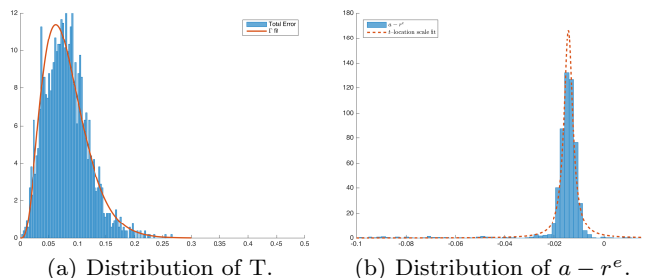 12
10
8
6
4
2
0
0 0.05 0.1 0.15 0.2 0.25 0.3 0.35 0.4 0.45 0.5
Total Error
Γ fit
(a) Distribution of T.
180
160
140
120
100
80
60
40
20
0
-0.1 -0.08 -0.06 -0.04 -0.02 0
a − rᵉ
t-location scale fit
(b) Distribution of a − rᵉ.